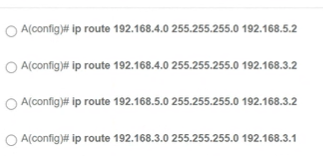 A(config)# ip route 192.168.4.0 255.255.255.0 192.168.5.2
A(config)# ip route 192.168.4.0 255.255.255.0 192.168.3.2
A(config)# ip route 192.168.5.0 255.255.255.0 192.168.3.2
A(config)# ip route 192.168.3.0 255.255.255.0 192.168.3.1